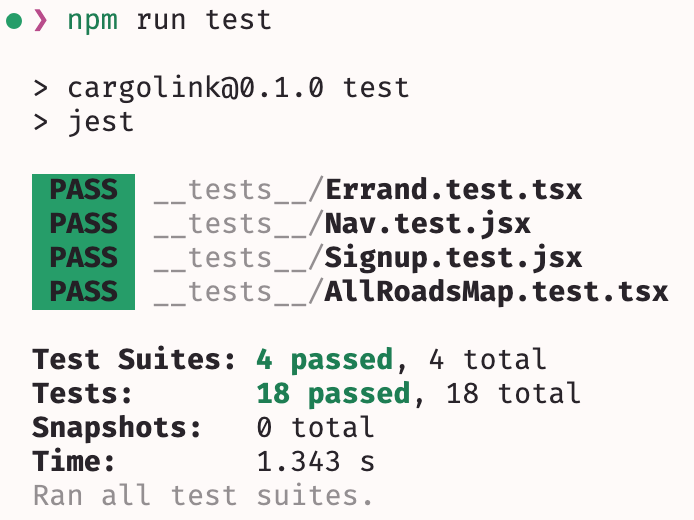 ❯ npm run test
> cargolink@0.1.0 test
> jest
PASS __tests__/Errand.test.tsx
PASS __tests__/Nav.test.jsx
PASS __tests__/Signup.test.jsx
PASS __tests__/AllRoadsMap.test.tsx
Test Suites: 4 passed, 4 total
Tests: 18 passed, 18 total
Snapshots: 0 total
Time: 1.343 s
Ran all test suites.